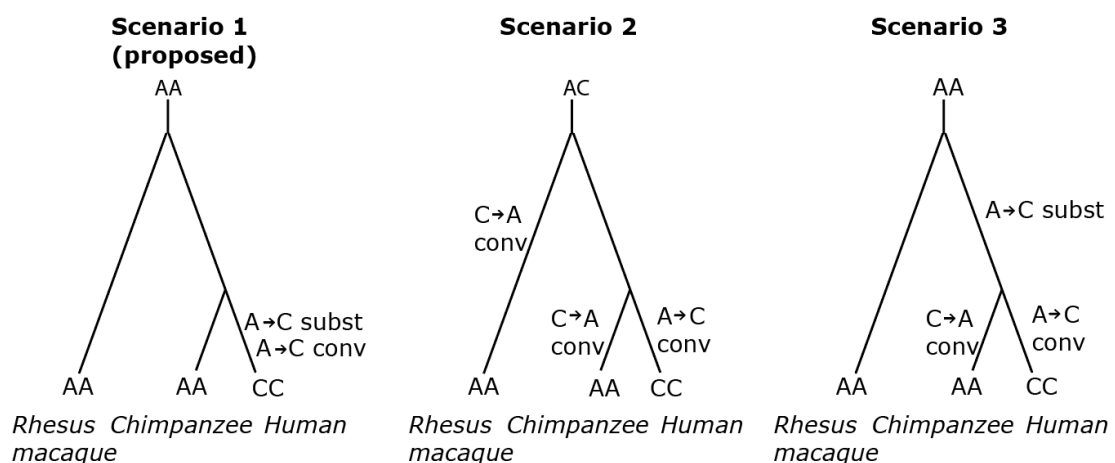 Scenario 1
(proposed)
AA
A→C subst
A→C conv
AA
AA
CC
Rhesus Chimpanzee Human
macaque
Scenario 2
AC
C→A
conv
C→A
conv
A→C
conv
AA
AA
CC
Rhesus Chimpanzee Human
macaque
Scenario 3
AA
A→C subst
C→A
conv
A→C
conv
AA
AA
CC
Rhesus Chimpanzee Human
macaque